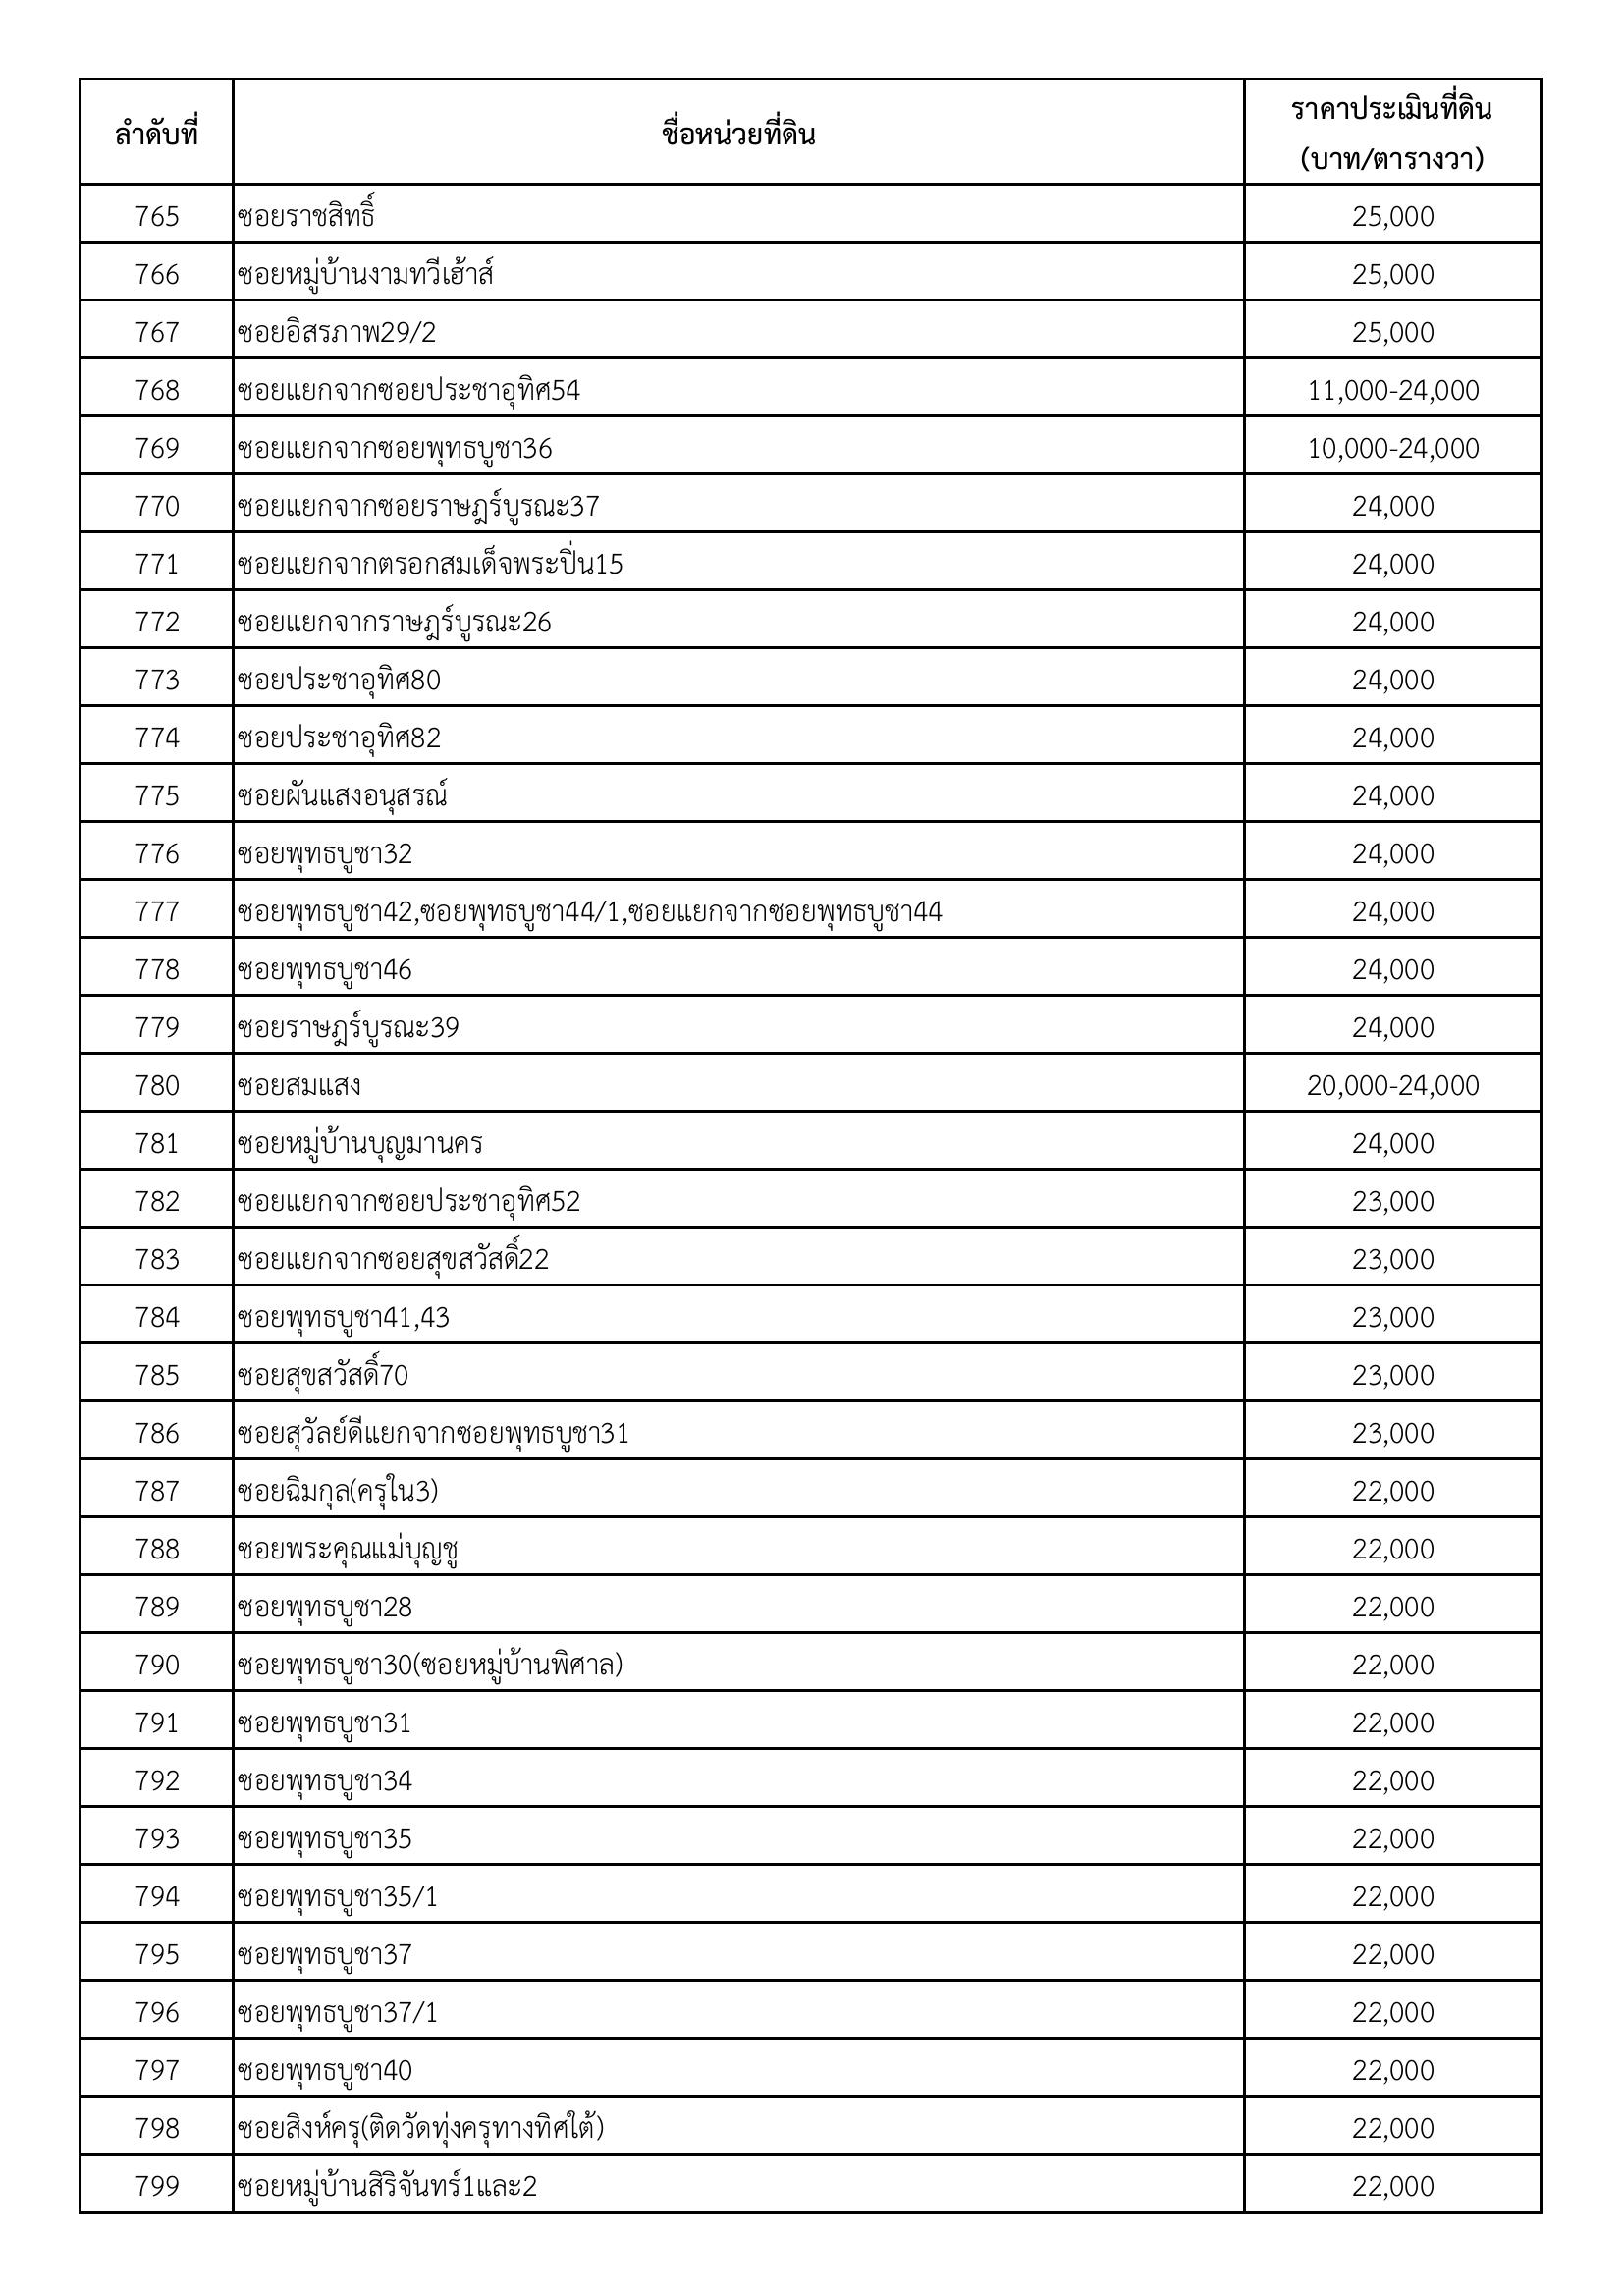 ลำดับที่ ชื่อหน่วยที่ดิน ราคาประเมินที่ดิน
(บาท/ตารางวา)
765 ซอยราชสิทธิ์ 25,000
766 ซอยหมู่บ้านงามทวีเฮ้าส์ 25,000
767 ซอยอิสรภาพ29/2 25,000
768 ซอยแยกจากซอยประชาอุทิศ54 11,000-24,000
769 ซอยแยกจากซอยพุทธบูชา36 10,000-24,000
770 ซอยแยกจากซอยราษฎร์บูรณะ37 24,000
771 ซอยแยกจากตรอกสมเด็จพระปิ่น15 24,000
772 ซอยแยกจากราษฎร์บูรณะ26 24,000
773 ซอยประชาอุทิศ80 24,000
774 ซอยประชาอุทิศ82 24,000
775 ซอยผันแสงอนุสรณ์ 24,000
776 ซอยพุทธบูชา32 24,000
777 ซอยพุทธบูชา42,ซอยพุทธบูชา44/1,ซอยแยกจากซอยพุทธบูชา44 24,000
778 ซอยพุทธบูชา46 24,000
779 ซอยราษฎร์บูรณะ39 24,000
780 ซอยสมแสง 20,000-24,000
781 ซอยหมู่บ้านบุญมานคร 24,000
782 ซอยแยกจากซอยประชาอุทิศ52 23,000
783 ซอยแยกจากซอยสุขสวัสดิ์22 23,000
784 ซอยพุทธบูชา41,43 23,000
785 ซอยสุขสวัสดิ์70 23,000
786 ซอยสุวัลย์ดีแยกจากซอยพุทธบูชา31 23,000
787 ซอยฉิมกุล(ครุใน3) 22,000
788 ซอยพระคุณแม่บุญชู 22,000
789 ซอยพุทธบูชา28 22,000
790 ซอยพุทธบูชา30(ซอยหมู่บ้านพิศาล) 22,000
791 ซอยพุทธบูชา31 22,000
792 ซอยพุทธบูชา34 22,000
793 ซอยพุทธบูชา35 22,000
794 ซอยพุทธบูชา35/1 22,000
795 ซอยพุทธบูชา37 22,000
796 ซอยพุทธบูชา37/1 22,000
797 ซอยพุทธบูชา40 22,000
798 ซอยสิงห์ครุ(ติดวัดทุ่งครุทางทิศใต้) 22,000
799 ซอยหมู่บ้านสิริจันทร์1และ2 22,000